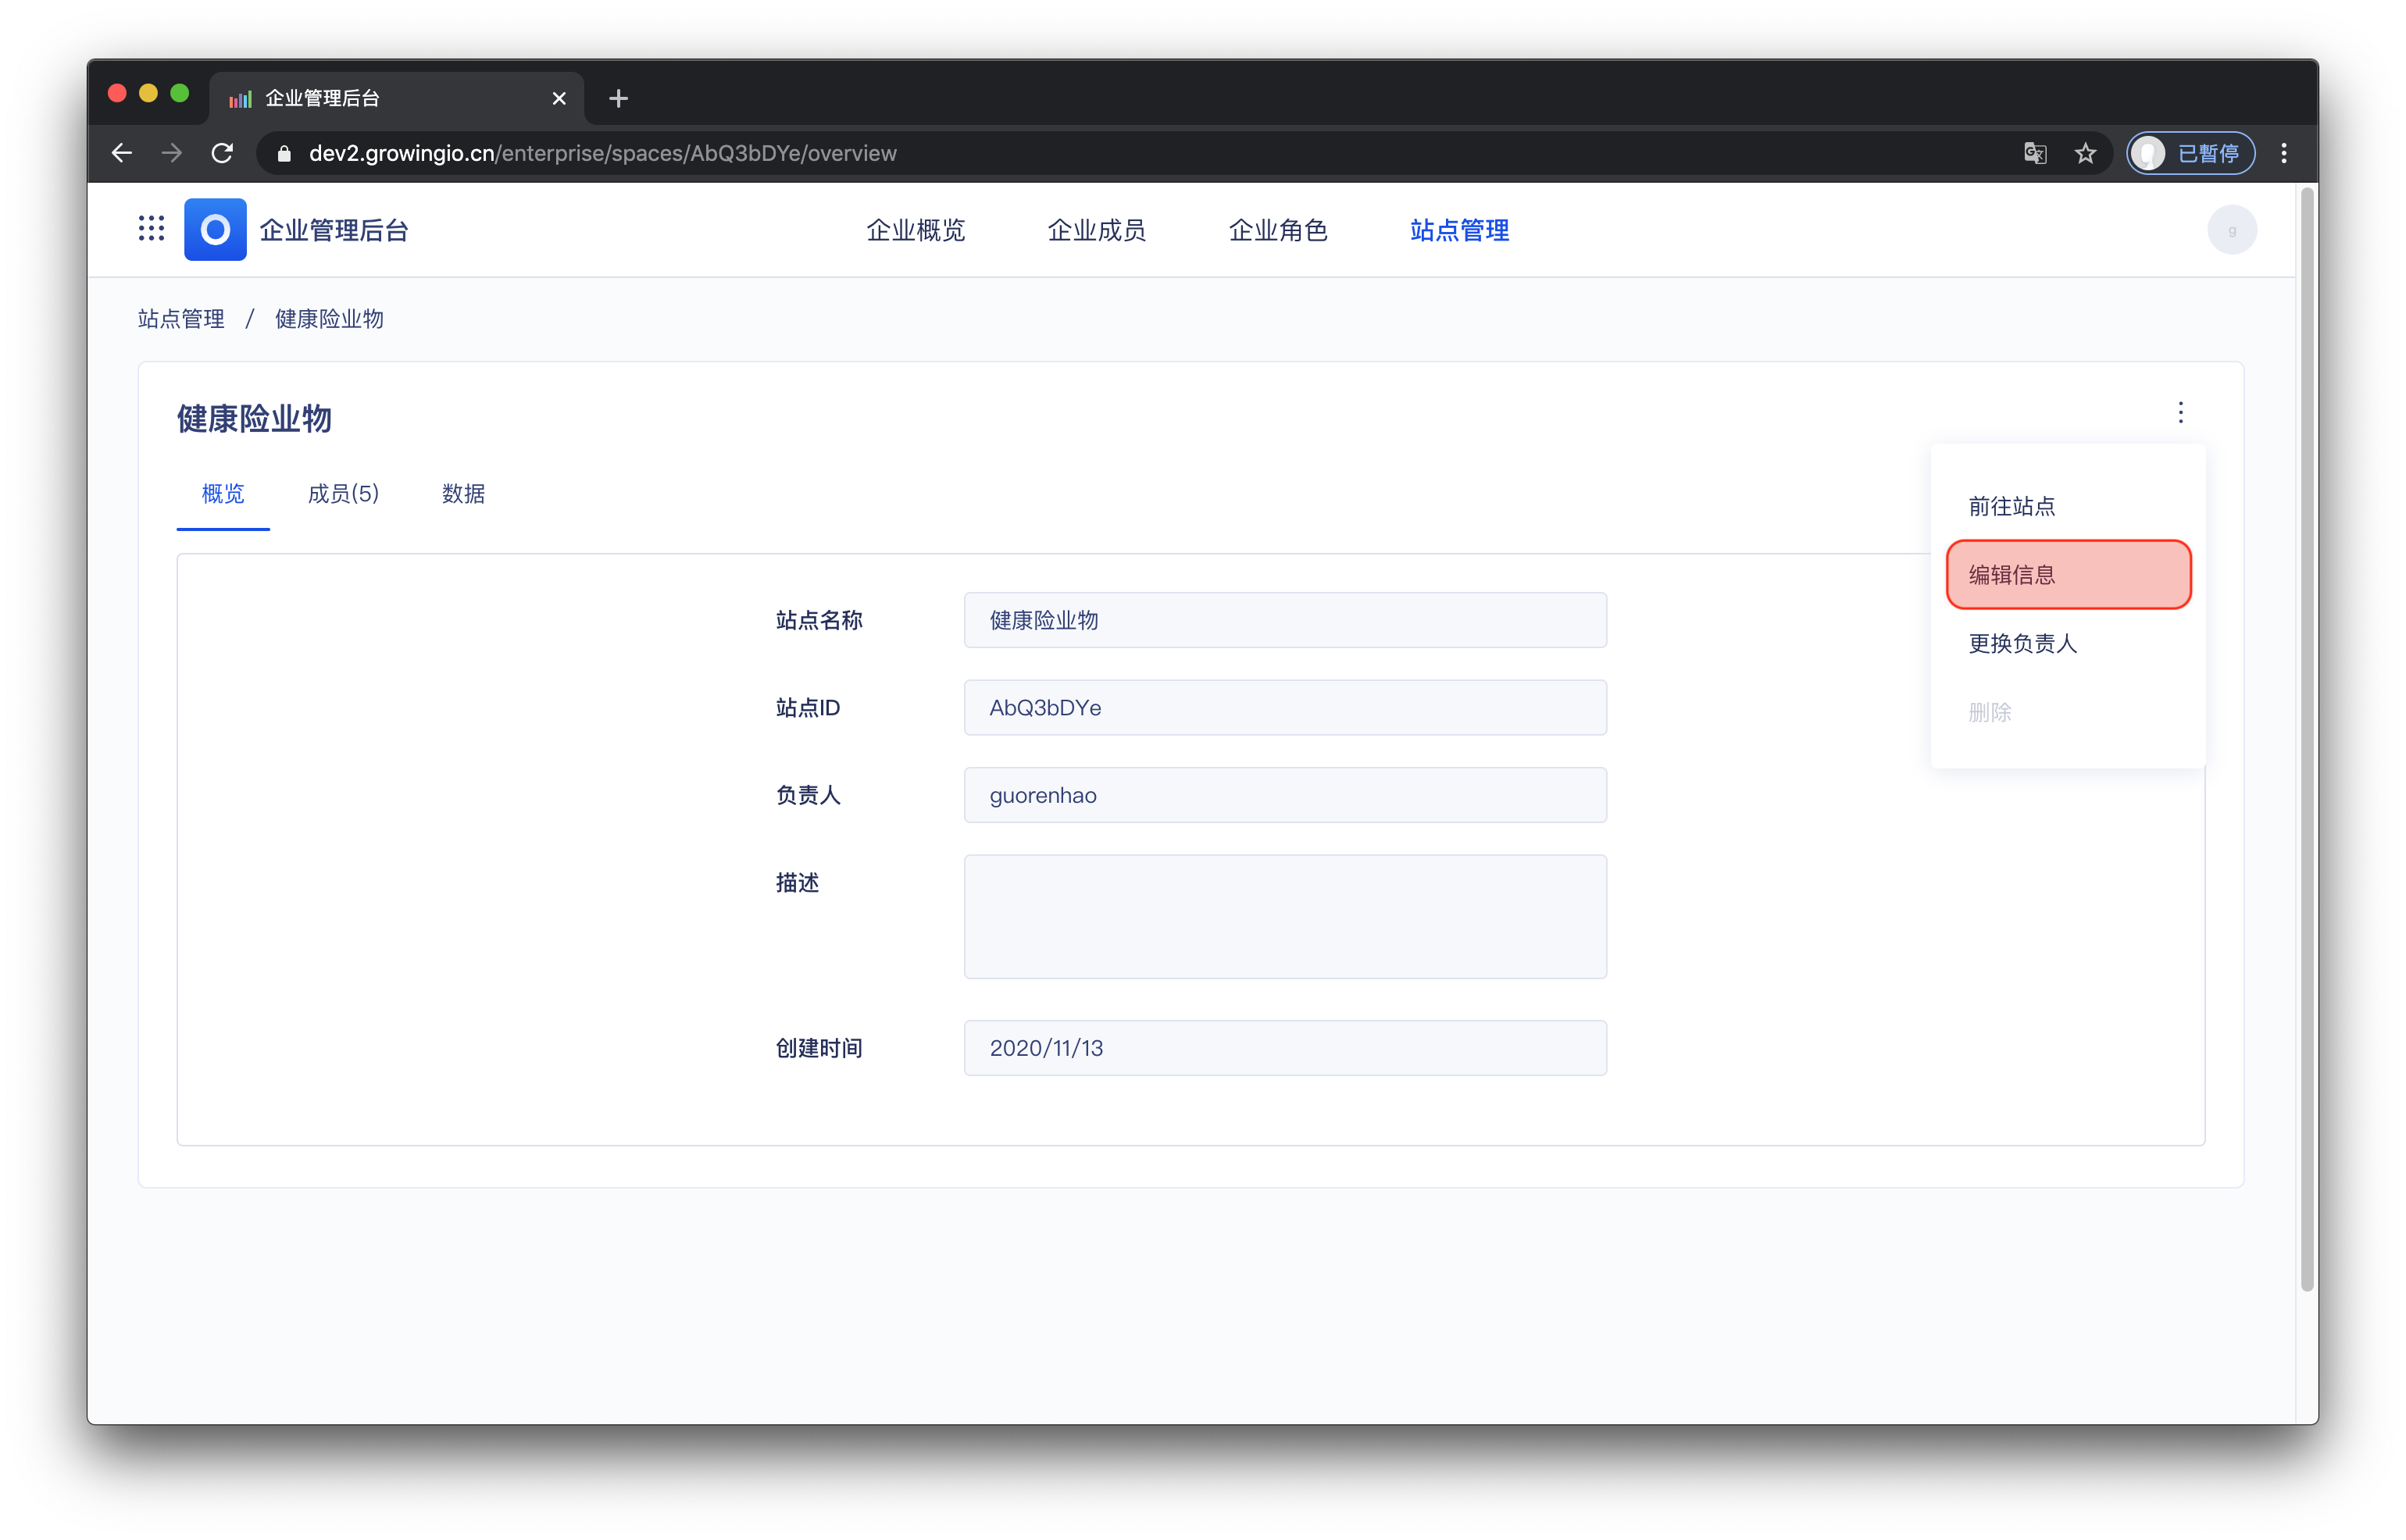 企业管理后台
dev2.growingio.cn/enterprise/spaces/AbQ3bDYe/overview
已暂停
企业管理后台
企业概览
企业成员
企业角色
站点管理
g
站点管理 / 健康险业物
健康险业物
概览
成员(5)
数据
前往站点
编辑信息
更换负责人
删除
站点名称
健康险业物
站点ID
AbQ3bDYe
负责人
guorenhao
描述
创建时间
2020/11/13